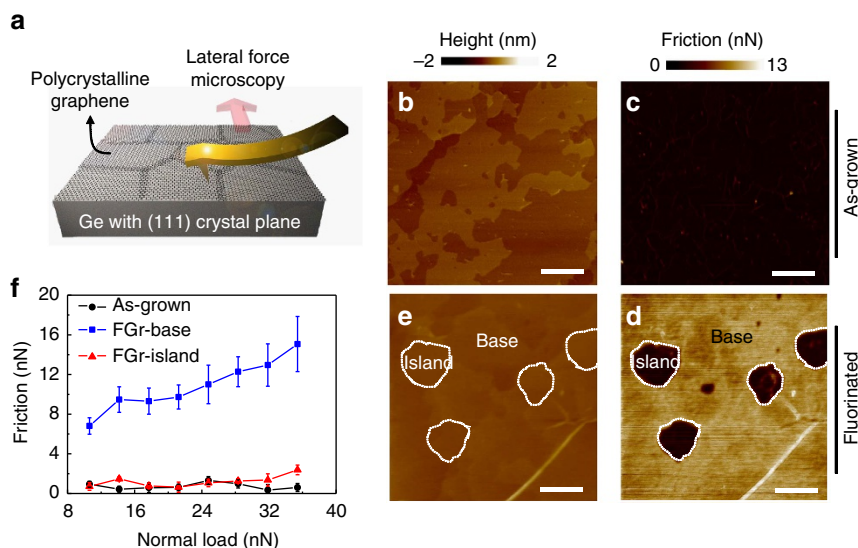 a
Lateral force
microscopy
Polycrystalline
graphene
Ge with (111) crystal plane
Height (nm)
–2
2
Friction (nN)
0
13
b
c
As-grown
e
Island
Base
d
sland
Base
Fluorinated
f
As-grown
FGr-base
FGr-island
20
16
12
8
4
0
Friction (nN)
8
16
24
32
40
Normal load (nN)